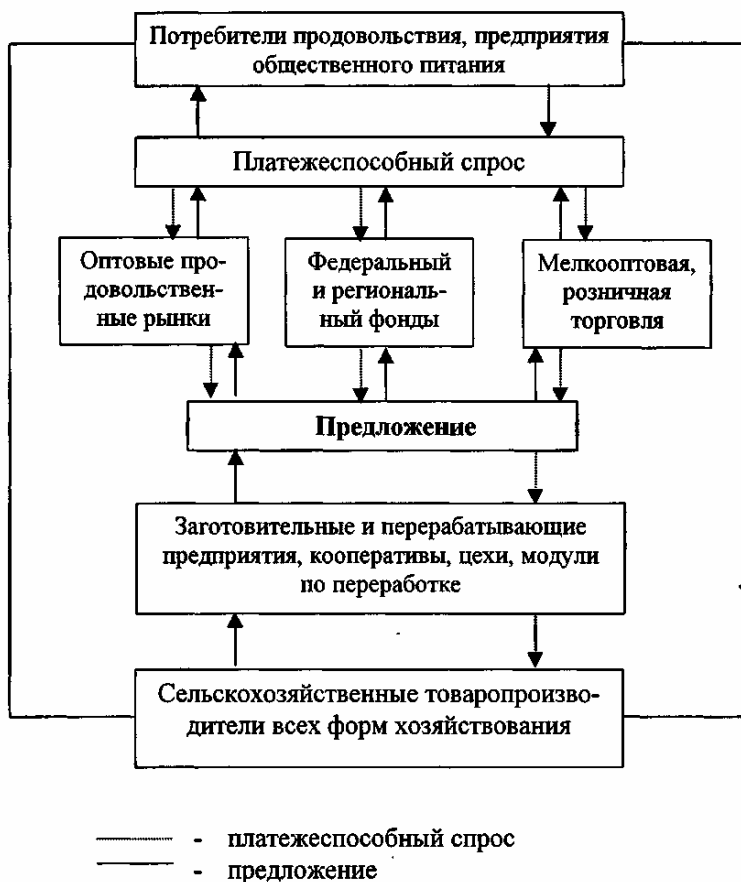 Потребители продовольствия, предприятия
общественного питания
Платежеспособный спрос
Оптовые про-
довольствен-
ные рынки
Федеральный
и региональ-
ный фонды
Мелкооптовая,
розничная
торговля
Предложение
Заготовительные и перерабатывающие
предприятия, кооперативы, цехи, модули
по переработке
Сельскохозяйственные товаропроизво-
дители всех форм хозяйствования
- платежеспособный спрос
- предложение